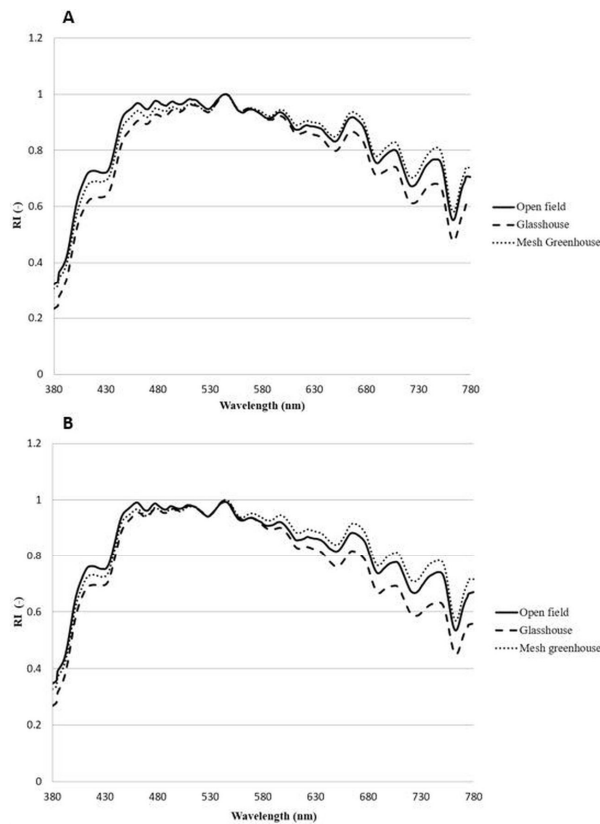 A
1.2
1
0.8
0.6
0.4
0.2
0
RI (-)
380 430 480 530 580 630 680 730 780
Wavelength (nm)
Open field
Glasshouse
Mesh Greenhouse
B
1.2
1
0.8
0.6
0.4
0.2
0
RI (-)
380 430 480 530 580 630 680 730 780
Wavelength (nm)
Open field
Glasshouse
Mesh greenhouse